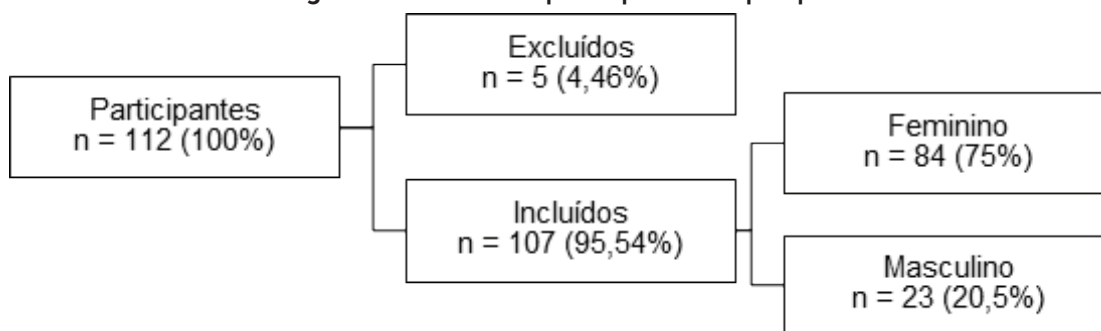 Participantes
n = 112 (100%)
Excluídos
n = 5 (4,46%)
Incluídos
n = 107 (95,54%)
Feminino
n = 84 (75%)
Masculino
n = 23 (20,5%)